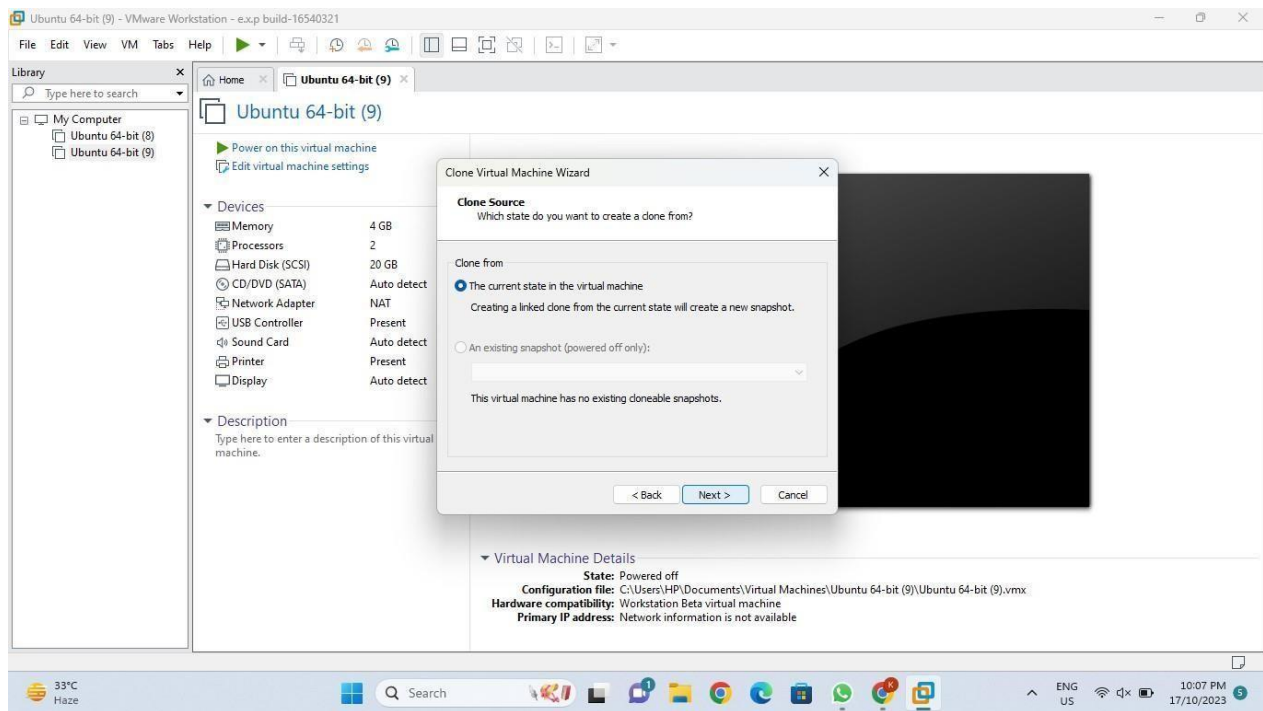 Ubuntu 64-bit (9) - VMware Workstation - e.x.p build-16540321
File Edit View VM Tabs Help
Library
Type here to search
My Computer
Ubuntu 64-bit (8)
Ubuntu 64-bit (9)
Home
Ubuntu 64-bit (9)
Ubuntu 64-bit (9)
Power on this virtual machine
Edit virtual machine settings
Devices
Memory 4 GB
Processors 2
Hard Disk (SCSI) 20 GB
CD/DVD (SATA) Auto detect
Network Adapter NAT
USB Controller Present
Sound Card Auto detect
Printer Present
Display Auto detect
Description
Type here to enter a description of this virtual
machine.
Clone Virtual Machine Wizard
Clone Source
Which state do you want to create a clone from?
Clone from
The current state in the virtual machine
Creating a linked clone from the current state will create a new snapshot.
An existing snapshot (powered off only):
This virtual machine has no existing cloneable snapshots.
< Back Next > Cancel
Virtual Machine Details
State: Powered off
Configuration file: C:\Users\HP\Documents\Virtual Machines\Ubuntu 64-bit (9)\Ubuntu 64-bit (9).vmx
Hardware compatibility: Workstation Beta virtual machine
Primary IP address: Network information is not available
33°C
Haze
Search
1
K
ENG
US
10:07 PM
17/10/2023
5